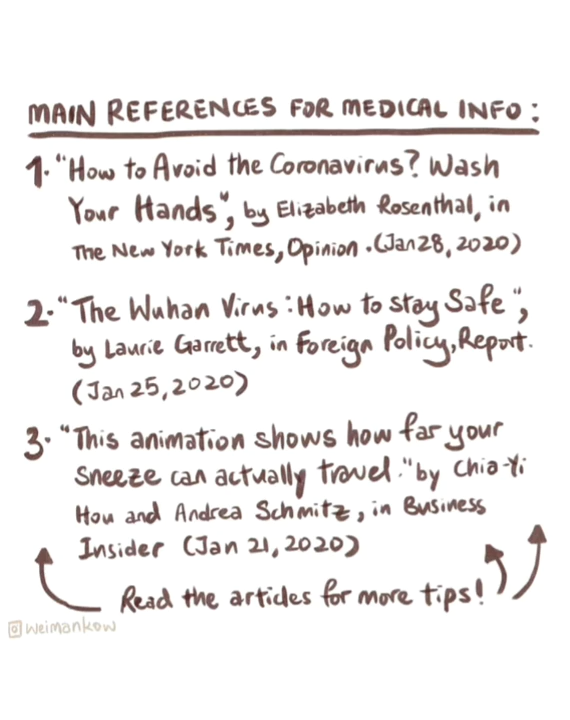 MAIN REFERENCES FOR MEDICAL INFO:
1. "How to Avoid the Coronavirus? Wash
Your Hands", by Elizabeth Rosenthal, in
The New York Times, Opinion. (Jan 28, 2020)
2. "The Wuhan Virus: How to stay Safe",
by Laurie Garrett, in Foreign Policy, Report.
(Jan 25, 2020)
3. "This animation shows how far your
Sneeze can actually travel." by Chia-Yi
Hou and Andrea Schmitz, in Business
Insider (Jan 21, 2020)
Read the articles for more tips!
weimankow